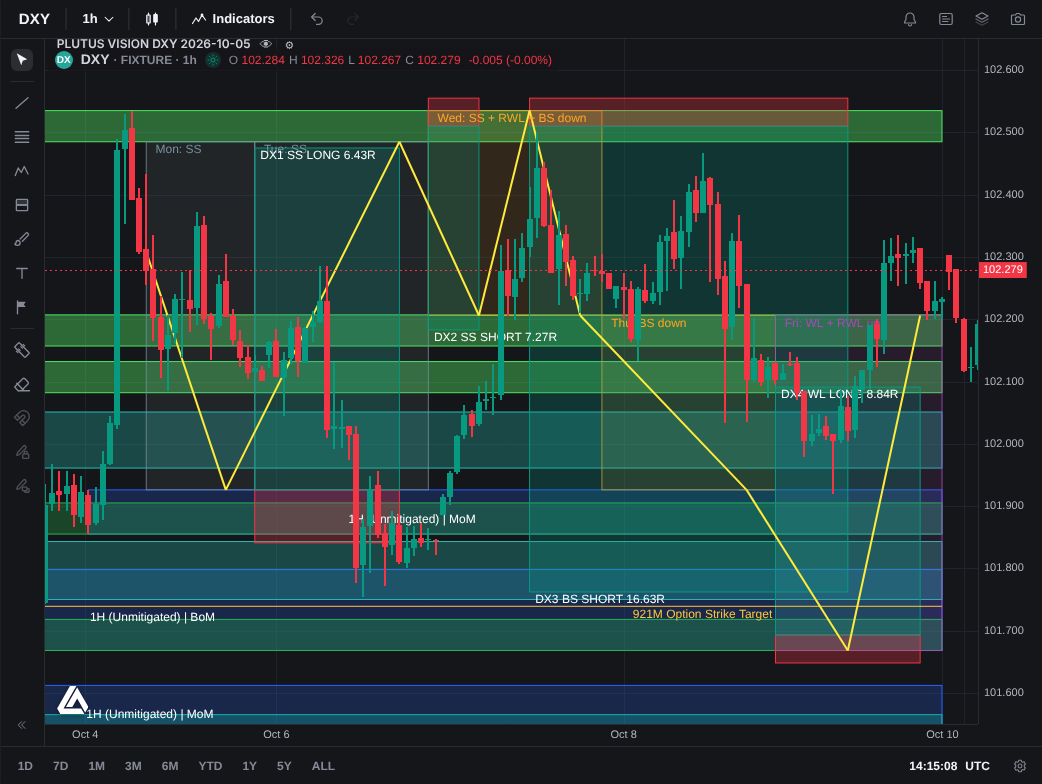 DXY 1h Indicators
PLUTUS VISION DXY 2026-10-05
DX DXY · FIXTURE · 1h O 102.284 H 102.326 L 102.267 C 102.279 -0.005 (-0.00%)
102.600
Wed: SS + RWL + BS down
102.500
Mon: SS
Tue: SS
DX1 SS LONG 6.43R
102.400
102.300
102.279
102.200
Thu: BS down
Fri: WL + RWL
DX2 SS SHORT 7.27R
102.100
DX4 WL LONG 8.84R
102.000
101.900
1H (Unmitigated) | MoM
101.800
DX3 BS SHORT 16.63R
921M Option Strike Target
1H (Unmitigated) | BoM
101.700
101.600
1H (Unmitigated) | MoM
Oct 4 Oct 6 Oct 8 Oct 10
1D 7D 1M 3M 6M YTD 1Y 5Y ALL 14:15:08 UTC